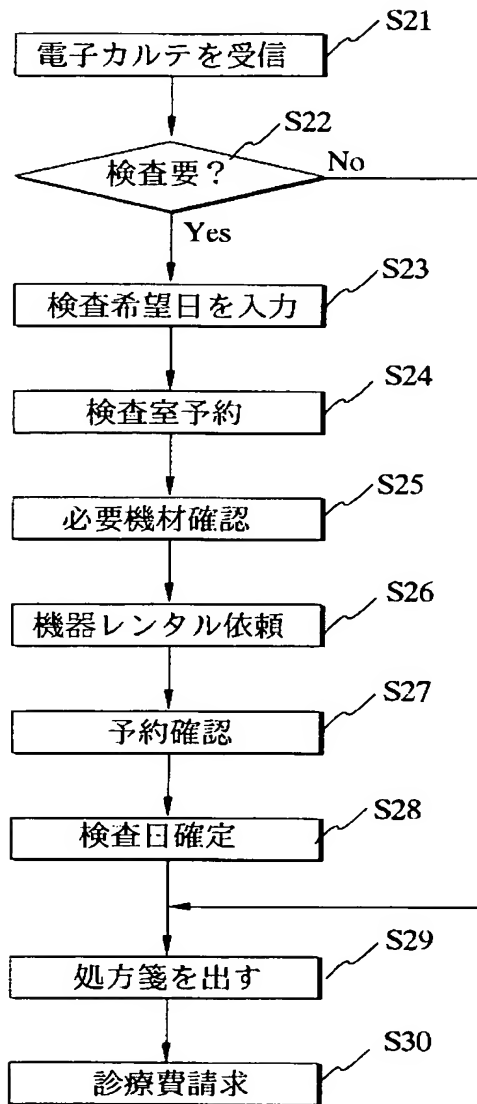 S21
電子カルテを受信
S22
検査要？
No
Yes
S23
検査希望日を入力
S24
検査室予約
S25
必要機材確認
S26
機器レンタル依頼
S27
予約確認
S28
検査日確定
S29
処方箋を出す
S30
診療費請求